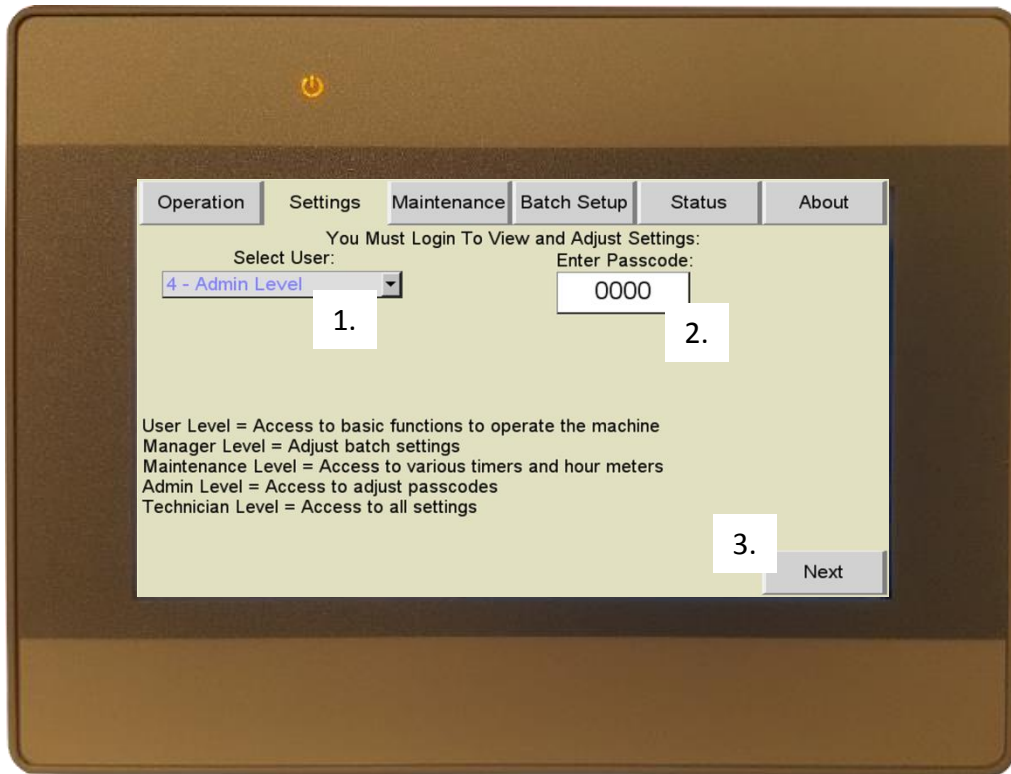 Operation Settings Maintenance Batch Setup Status About
You Must Login To View and Adjust Settings:
Select User: Enter Passcode:
4 - Admin Level 0000
1. 2.
User Level = Access to basic functions to operate the machine
Manager Level = Adjust batch settings
Maintenance Level = Access to various timers and hour meters
Admin Level = Access to adjust passcodes
Technician Level = Access to all settings
3.
Next